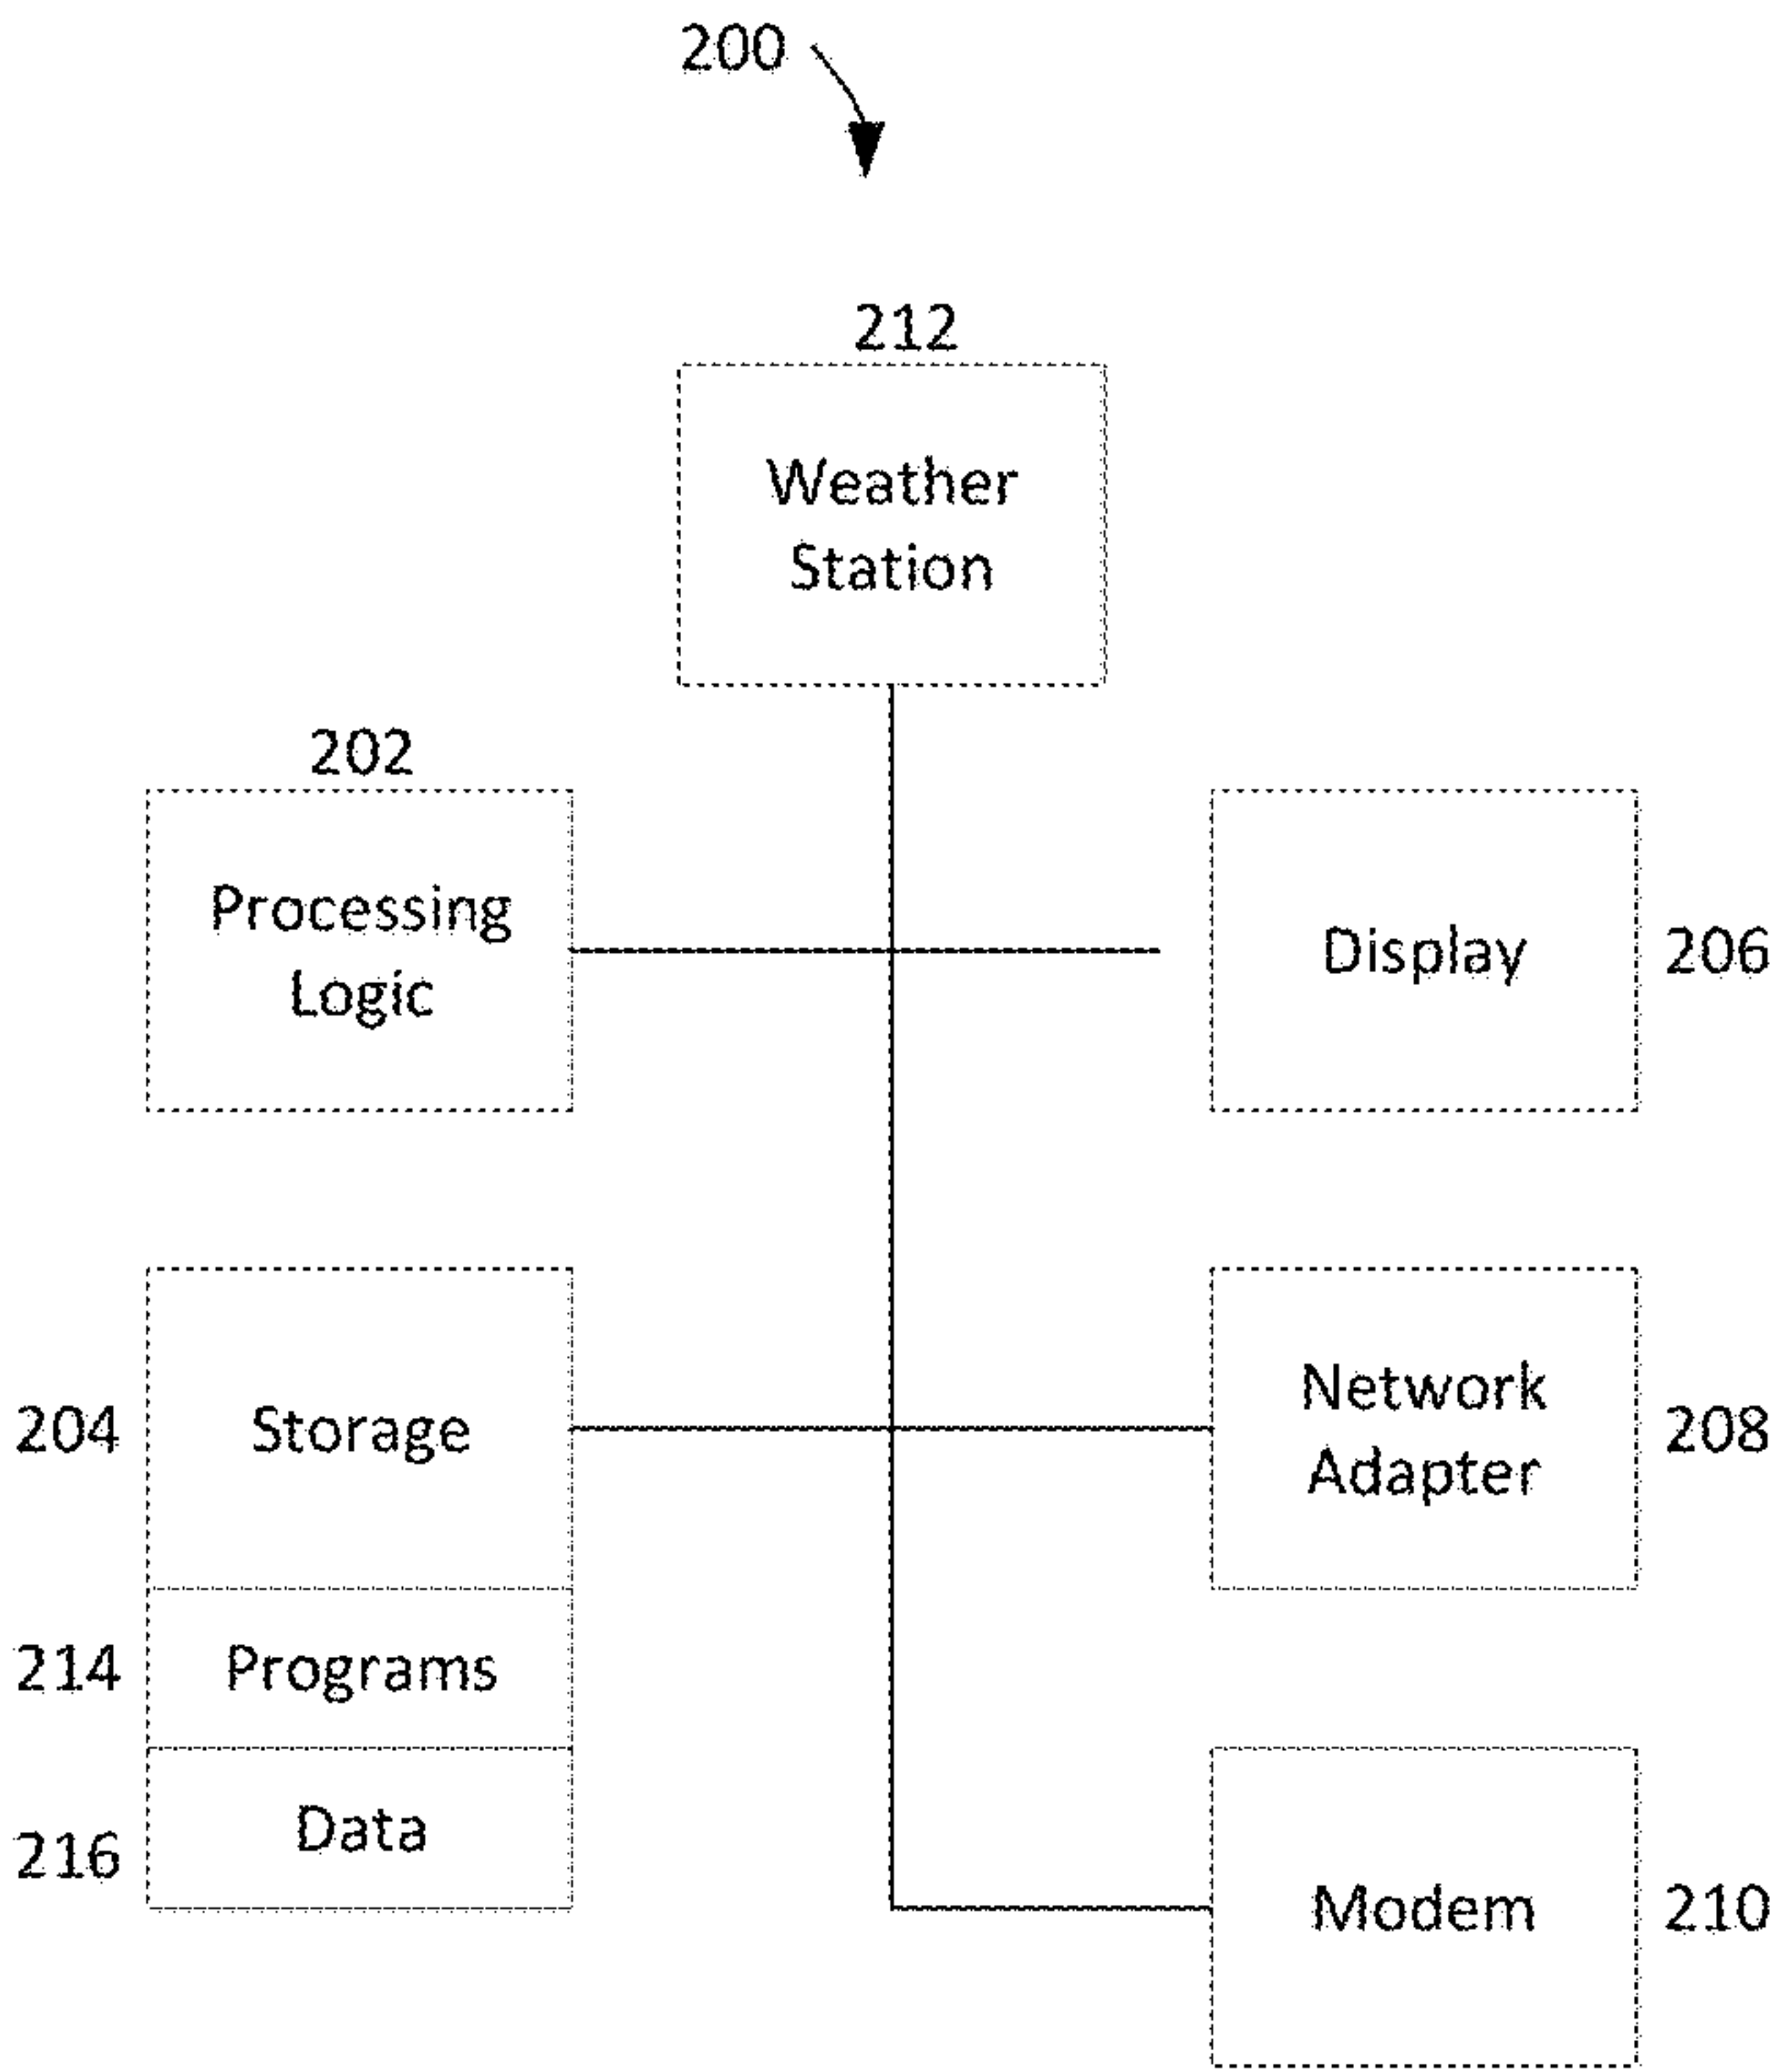 200
212
Weather
Station
202
Processing
Logic
Display
206
204
Storage
Network
Adapter
208
214
Programs
216
Data
Modem
210